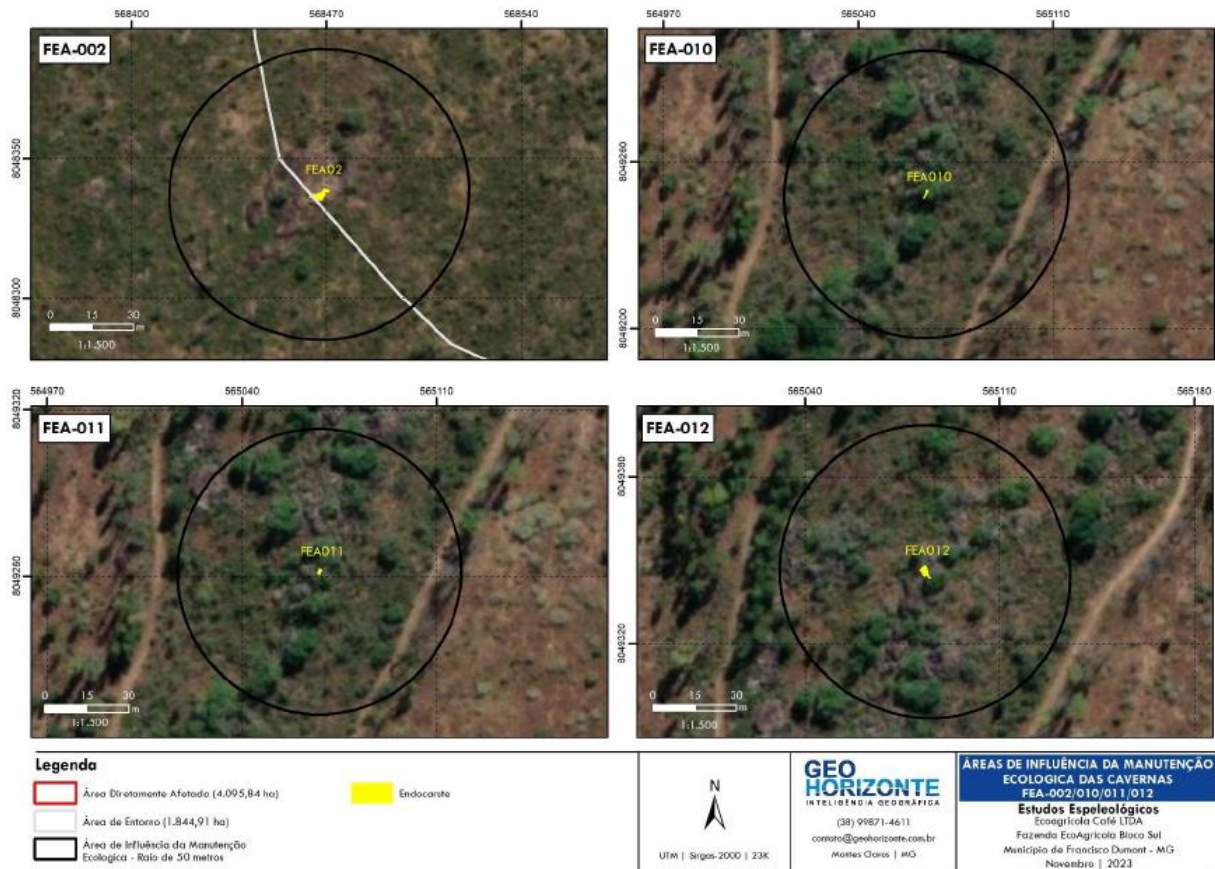 568400 568470 568540
564970 565040 565110
FEA-002
8048350
8048300
FEA02
0 15 30
m
1:1.500
FEA-010
8049260
8049200
FEA010
0 15 30
m
1:1.500
564970 565040 565110
565040 565110 565180
FEA-011
8049320
8049260
FEA011
0 15 30
m
1:1.500
FEA-012
8049380
8049320
FEA012
0 15 30
m
1:1.500
Legenda
Área Diretamente Afetada (4.095,84 ha)
Área de Entorno (1.844,91 ha)
Área de Influência da Manutenção
Ecologica - Raio de 50 metros
Endocarste
N
UTM | Sirgas-2000 | 23K
GEO
HORIZONTE
INTELIGÊNCIA GEOGRÁFICA
(38) 99871-4611
contato@geohorizonte.com.br
Montes Claros | MG
ÁREAS DE INFLUÊNCIA DA MANUTENÇÃO
ECOLOGICA DAS CAVERNAS
FEA-002/010/011/012
Estudos Espeleológicos
Ecoagrícola Café LTDA
Fazenda EcoAgrícola Bloco Sul
Município de Francisco Dumont - MG
Novembro | 2023